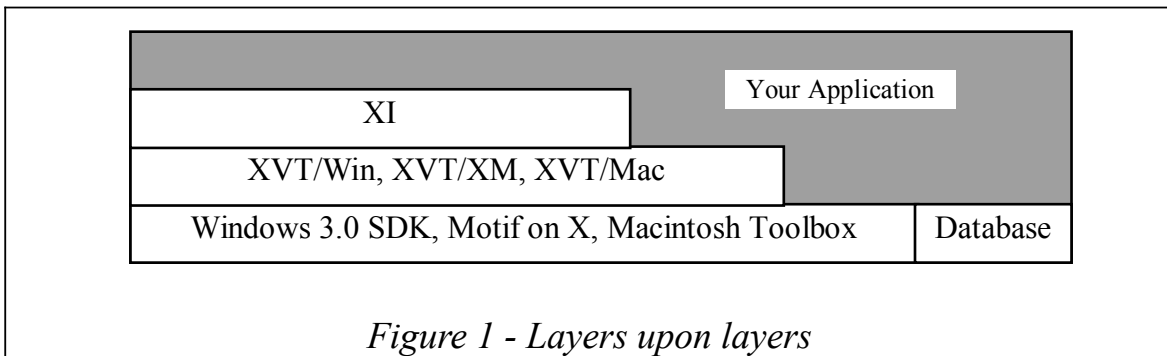 Your Application
XI
XVT/Win, XVT/XM, XVT/Mac
Windows 3.0 SDK, Motif on X, Macintosh Toolbox
Database
Figure 1 - Layers upon layers